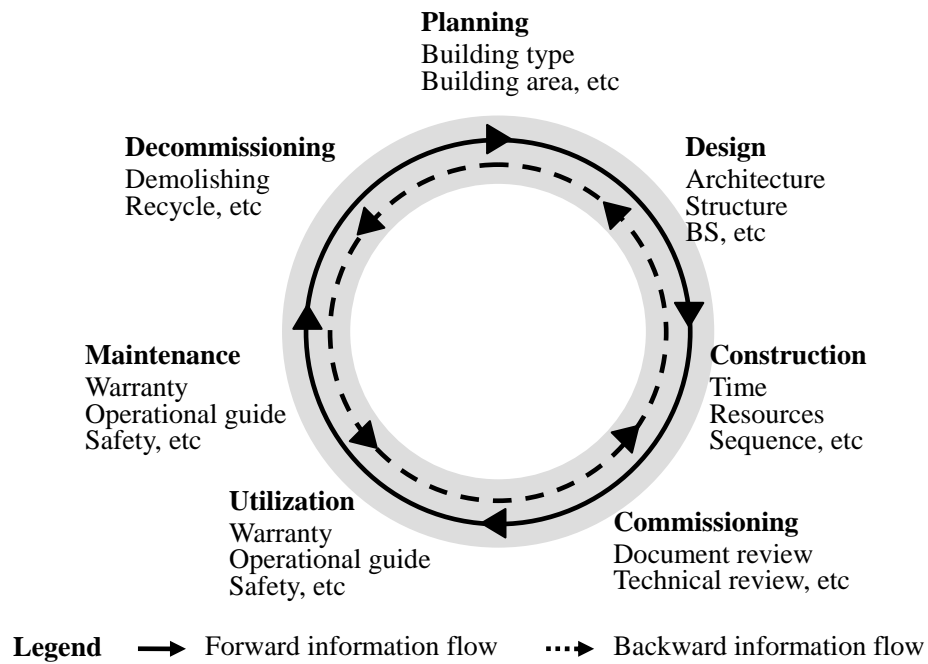 Planning
Building type
Building area, etc
Decommissioning
Demolishing
Recycle, etc
Design
Architecture
Structure
BS, etc
Maintenance
Warranty
Operational guide
Safety, etc
Construction
Time
Resources
Sequence, etc
Utilization
Warranty
Operational guide
Safety, etc
Commissioning
Document review
Technical review, etc
Legend Forward information flow Backward information flow